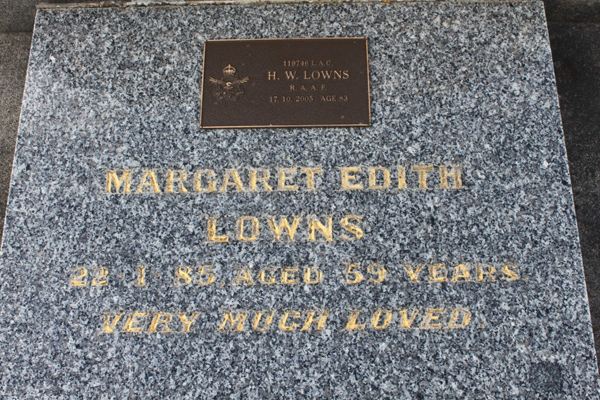 119746 L.A.C.
H. W. LOWNS
R. A. A. F.
17. 10. 2005 AGE 83
MARGARET EDITH
LOWNS
22 · 1 · 85. AGED 59 YEARS
VERY MUCH LOVED.